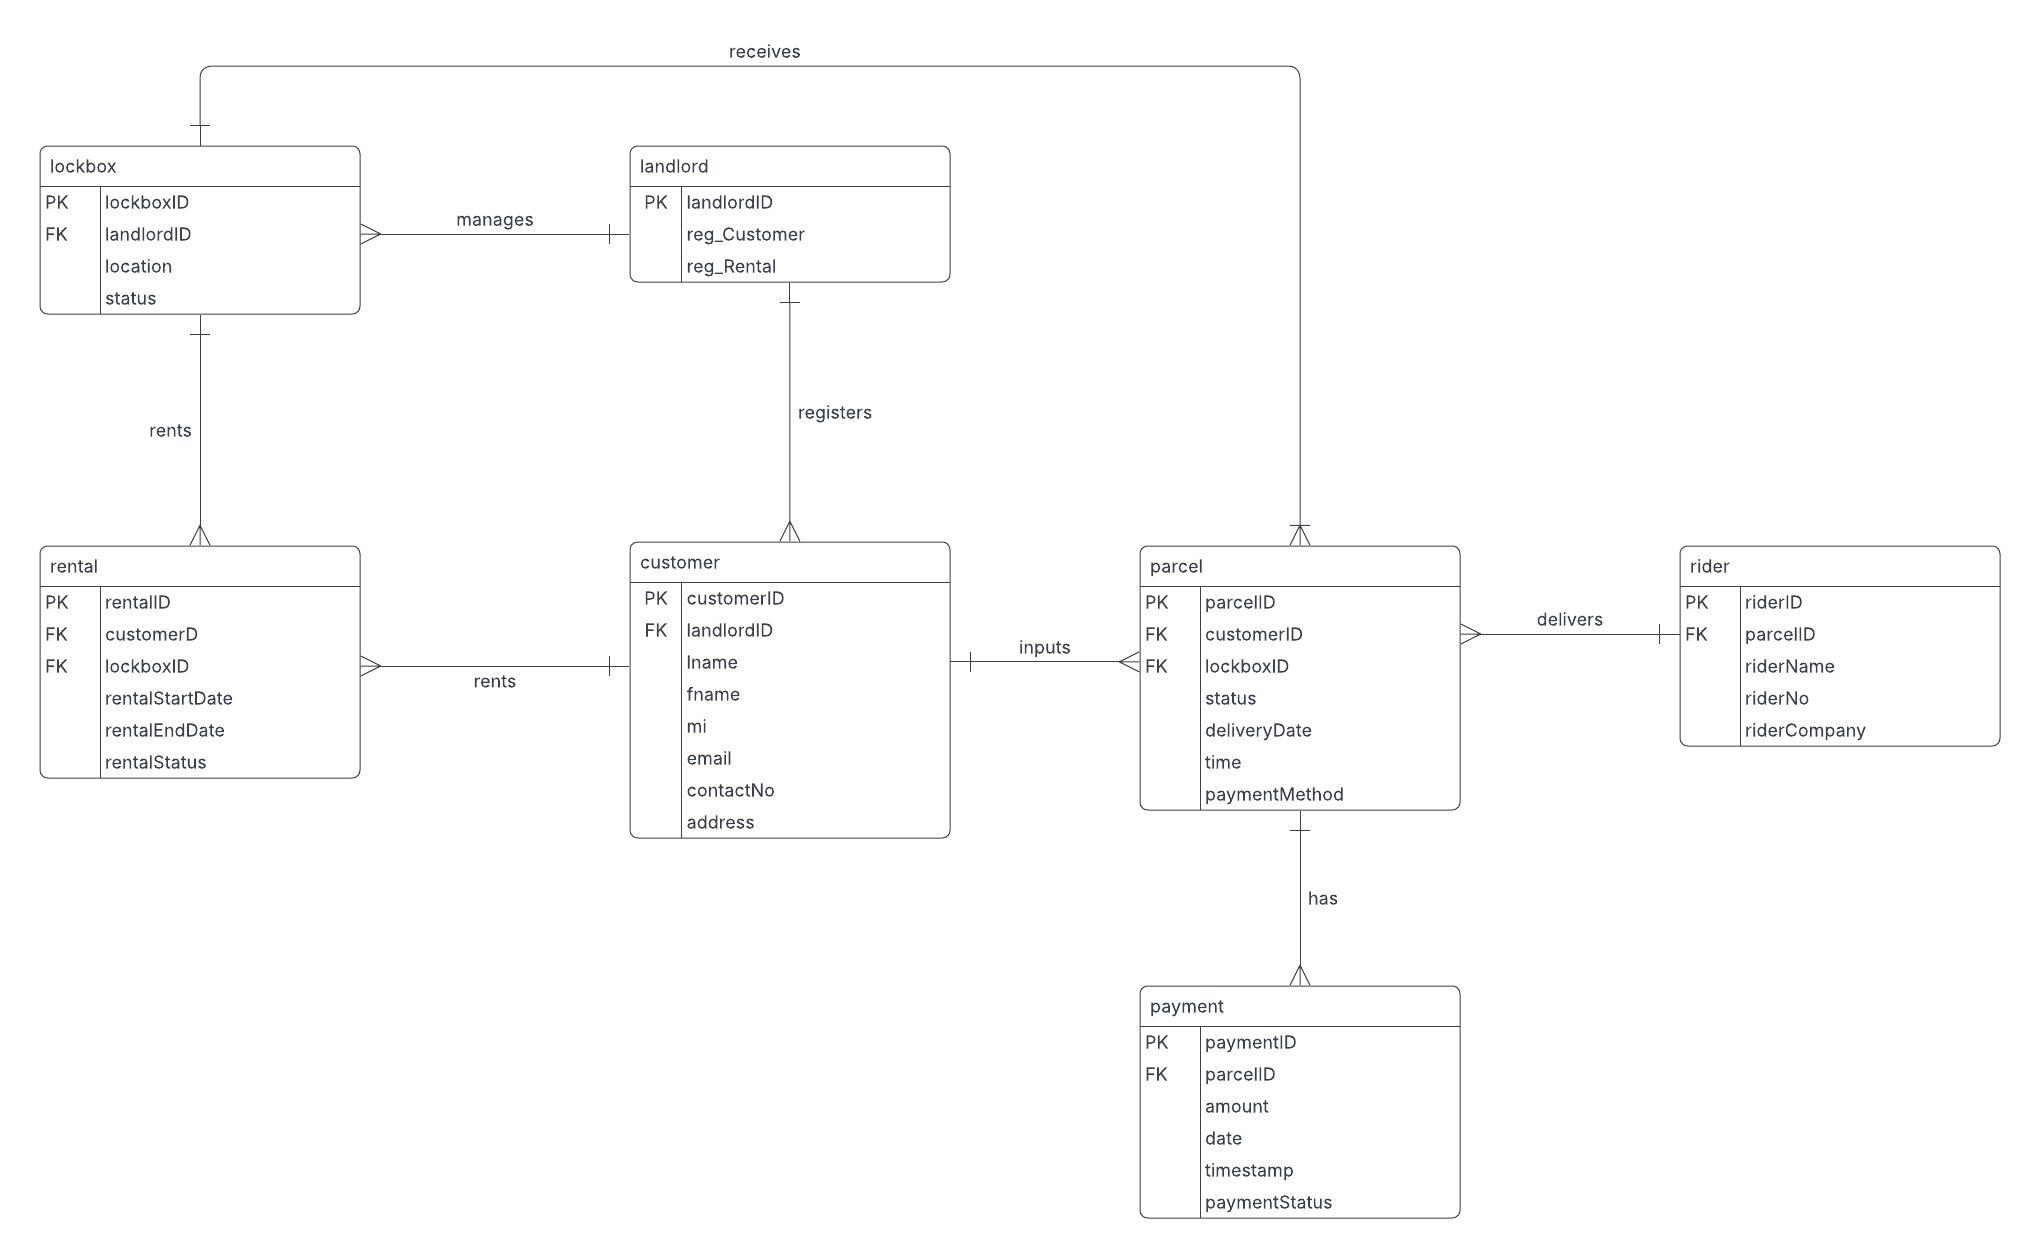 receives
lockbox
PK lockboxID
FK landlordID
location
status
manages
landlord
PK landlordID
reg_Customer
reg_Rental
rents
registers
rental
PK rentalID
FK customerD
FK lockboxID
rentalStartDate
rentalEndDate
rentalStatus
rents
customer
PK customerID
FK landlordID
lname
fname
mi
email
contactNo
address
inputs
parcel
PK parcelID
FK customerID
FK lockboxID
status
deliveryDate
time
paymentMethod
delivers
rider
PK riderID
FK parcelID
riderName
riderNo
riderCompany
has
payment
PK paymentID
FK parcelID
amount
date
timestamp
paymentStatus